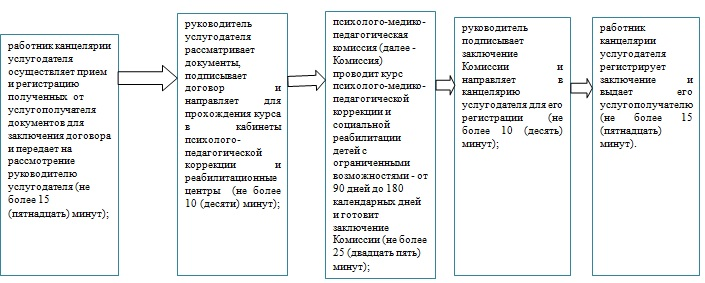 работник канцелярии
услугодателя
осуществляет прием
и регистрацию
полученных от
услугополучателя
документов для
заключения договора
и передает на
рассмотрение
руководителю
услугодателя (не
более 15
(пятнадцать) минут);
руководитель
услугодателя
рассматривает
документы,
подписывает
договор и
направляет для
прохождения курса
в кабинеты
психолого-
педагогической
коррекции и
реабилитационные
центры (не более
10 (десяти) минут);
психолого-медико-
педагогическая
комиссия (далее -
Комиссия)
проводит курс
психолого-медико-
педагогической
коррекции и
социальной
реабилитации
детей с
ограниченными
возможностями - от
90 дней до 180
календарных дней
и готовит
заключение
Комиссии (не более
25 (двадцать пять)
минут);
руководитель
подписывает
заключение
Комиссии и
направляет в
канцелярию
услугодателя для его
регистрации (не
более 10 (десять)
минут);
работник
канцелярии
услугодателя
регистрирует
заключение и
выдает его
услугополучателю
(не более 15
(пятнадцать)
минут).